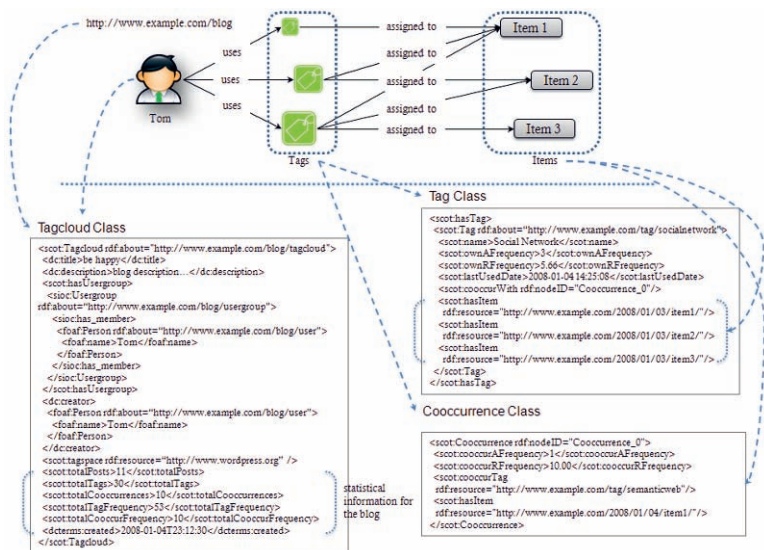 http://www.example.com/blog
Tom
uses
uses
uses
Tags
assigned to
assigned to
assigned to
assigned to
assigned to
assigned to
Item 1
Item 2
Item 3
Items
Tagcloud Class
<scot:Tagcloud rdf:about="http://www.example.com/blog/tagcloud">
<dc:title>be happy</dc:title>
<dc:description>blog description…</dc:description>
<scot:hasUsergroup>
<sioc:Usergroup
rdf:about="http://www.example.com/blog/usergroup">
<sioc:has_member>
<foaf:Person rdf:about="http://www.example.com/blog/user">
<foaf:name>Tom</foaf:name>
</foaf:Person>
</sioc:has_member>
</sioc:Usergroup>
</scot:hasUsergroup>
<dc:creator>
<foaf:Person rdf:about="http://www.example.com/blog/user">
<foaf:name>Tom</foaf:name>
</foaf:Person>
</dc:creator>
<scot:tagspace rdf:resource="http://www.wordpress.org" />
<scot:totalPosts>11</scot:totalPosts>
<scot:totalTags>30</scot:totalTags>
<scot:totalCooccurrences>10</scot:totalCooccurrences>
<scot:totalTagFrequency>53</scot:totalTagFrequency>
<scot:totalCooccurFrequency>10</scot:totalCooccurFrequency>
<dcterms:created>2008-01-04T23:12:30</dcterms:created>
</scot:Tagcloud>
statistical
information for
the blog
Tag Class
<scot:hasTag>
<scot:Tag rdf:about="http://www.example.com/tag/socialnetwork">
<scot:name>Social Network</scot:name>
<scot:ownAFrequency>3</scot:ownAFrequency>
<scot:ownRFrequency>5.66</scot:ownRFrequency>
<scot:lastUsedDate>2008-01-04 14:25:08</scot:lastUsedDate>
<scot:cooccurWith rdf:nodeID="Cooccurrence_0"/>
<scot:hasItem
rdf:resource="http://www.example.com/2008/01/03/item1/"/>
<scot:hasItem
rdf:resource="http://www.example.com/2008/01/03/item2/"/>
<scot:hasItem
rdf:resource="http://www.example.com/2008/01/03/item3/"/>
</scot:Tag>
</scot:hasTag>
Cooccurrence Class
<scot:Cooccurrence rdf:nodeID="Cooccurrence_0">
<scot:cooccurAFrequency>1</scot:cooccurAFrequency>
<scot:cooccurRFrequency>10.00</scot:cooccurRFrequency>
<scot:cooccurTag
rdf:resource="http://www.example.com/tag/semanticweb"/>
<scot:hasItem
rdf:resource="http://www.example.com/2008/01/04/item1/"/>
</scot:Cooccurrence>